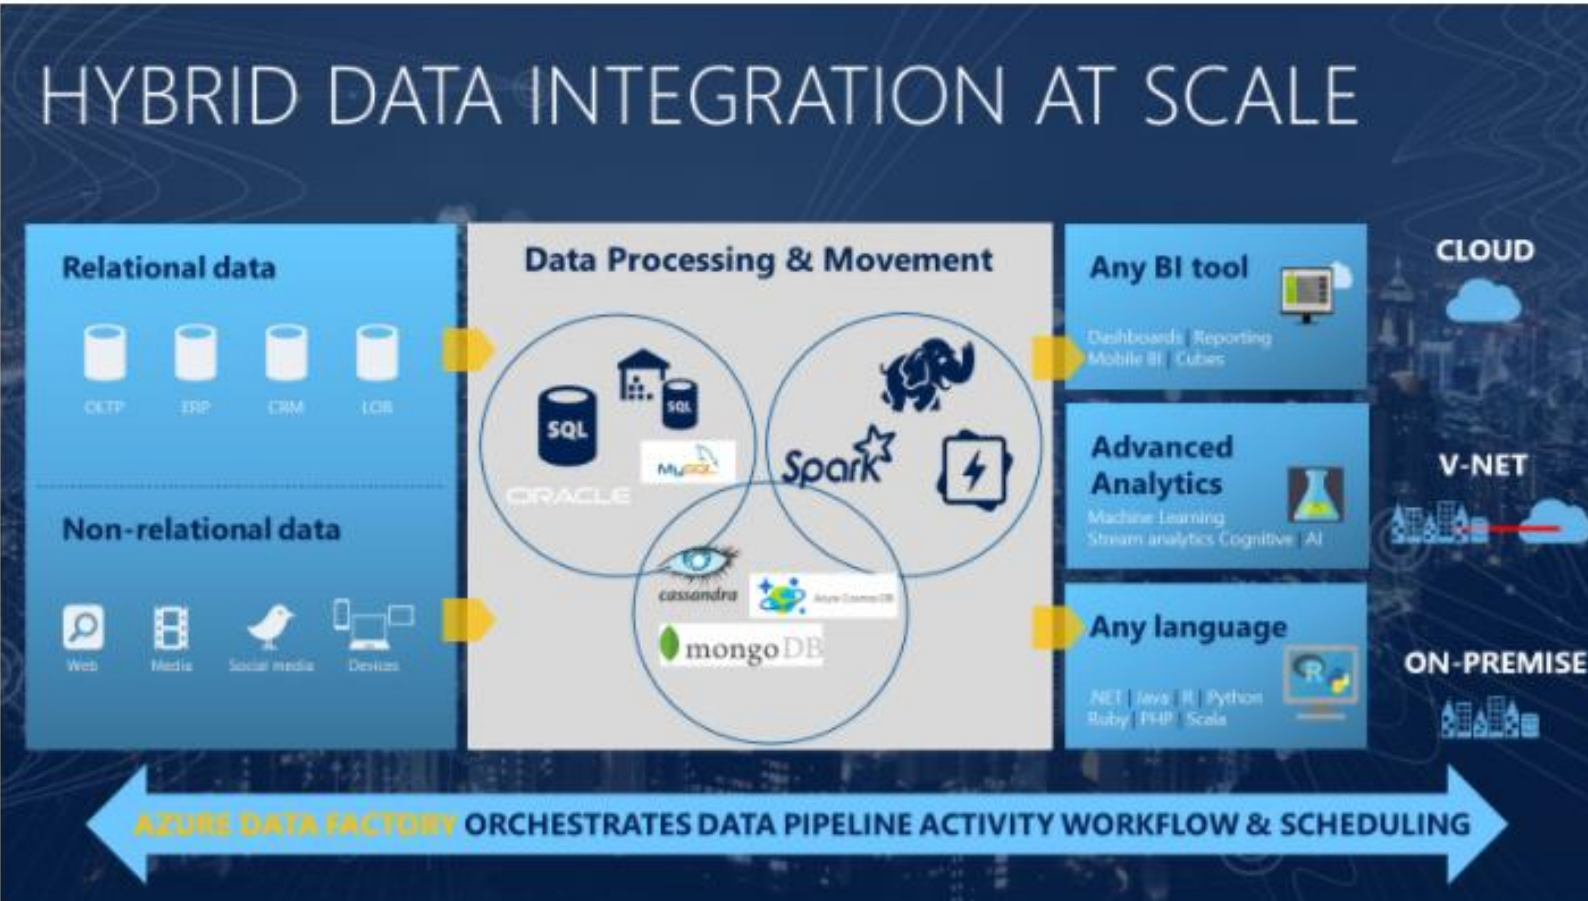 HYBRID DATA INTEGRATION AT SCALE
Relational data
OLTP ERP CRM LOB
Non-relational data
Web Media Social media Devices
Data Processing & Movement
SQL
SQL
MySQL
ORACLE
Spark
cassandra
Azure Cosmos DB
mongoDB
Any BI tool
Dashboards | Reporting
Mobile BI | Cubes
Advanced
Analytics
Machine Learning
Stream analytics Cognitive | AI
Any language
R
.NET | Java | R | Python
Ruby | PHP | Scala
CLOUD
V-NET
ON-PREMISE
AZURE DATA FACTORY ORCHESTRATES DATA PIPELINE ACTIVITY WORKFLOW & SCHEDULING